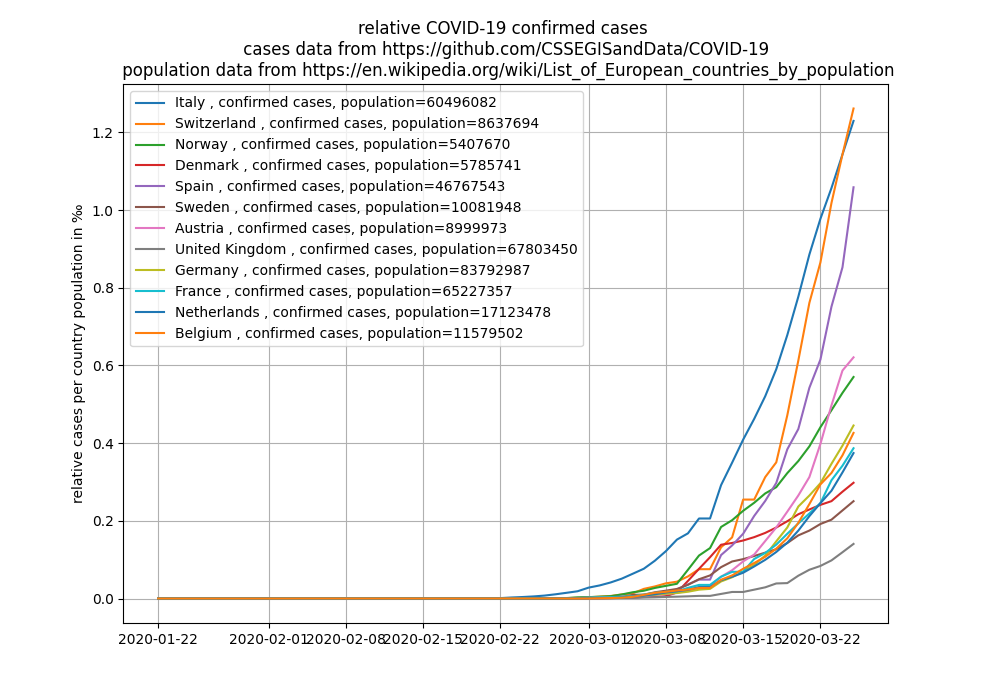 relative COVID-19 confirmed cases
cases data from https://github.com/CSSEGISandData/COVID-19
population data from https://en.wikipedia.org/wiki/List_of_European_countries_by_population
Italy , confirmed cases, population=60496082
Switzerland , confirmed cases, population=8637694
Norway , confirmed cases, population=5407670
Denmark , confirmed cases, population=5785741
Spain , confirmed cases, population=46767543
Sweden , confirmed cases, population=10081948
Austria , confirmed cases, population=8999973
United Kingdom , confirmed cases, population=67803450
Germany , confirmed cases, population=83792987
France , confirmed cases, population=65227357
Netherlands , confirmed cases, population=17123478
Belgium , confirmed cases, population=11579502
relative cases per country population in ‰
1.2
1.0
0.8
0.6
0.4
0.2
0.0
2020-01-22 2020-02-01 2020-02-08 2020-02-15 2020-02-22 2020-03-01 2020-03-08 2020-03-15 2020-03-22